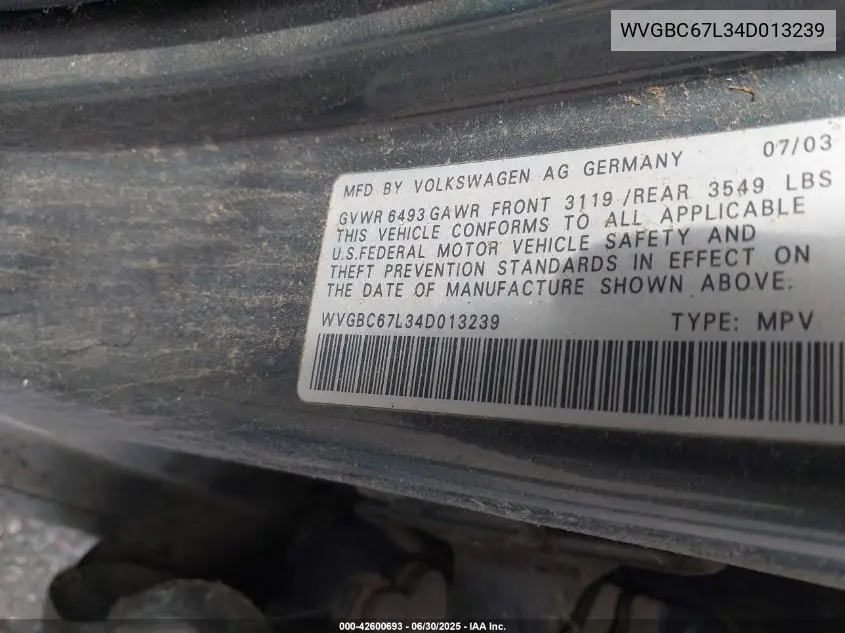 WVGBC67L34D013239
07/03
MFD BY VOLKSWAGEN AG GERMANY
GVWR 6493 GAWR FRONT 3119 /REAR 3549 LBS
THIS VEHICLE CONFORMS TO ALL APPLICABLE
U.S.FEDERAL MOTOR VEHICLE SAFETY AND
THEFT PREVENTION STANDARDS IN EFFECT ON
THE DATE OF MANUFACTURE SHOWN ABOVE.
WVGBC67L34D013239 TYPE: MPV
000-42600693 - 06/30/2025 - IAA Inc.